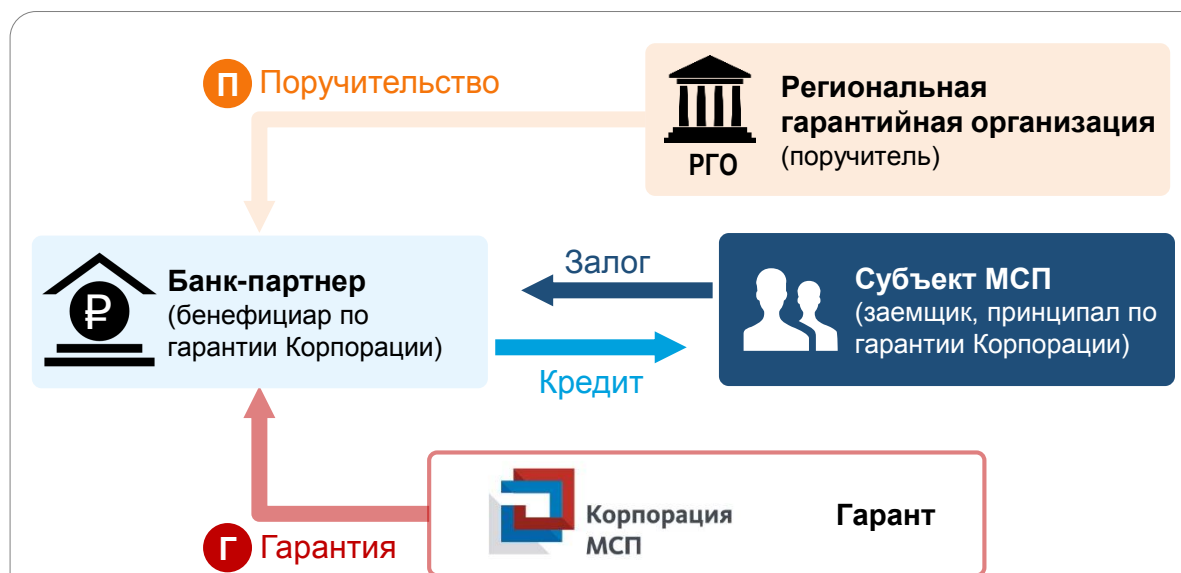 П Поручительство
Региональная
гарантийная организация
(поручитель)
РГО
Банк-партнер
(бенефициар по
гарантии Корпорации)
₽
Залог
Кредит
Субъект МСП
(заемщик, принципал по
гарантии Корпорации)
Г Гарантия
Корпорация
МСП
Гарант